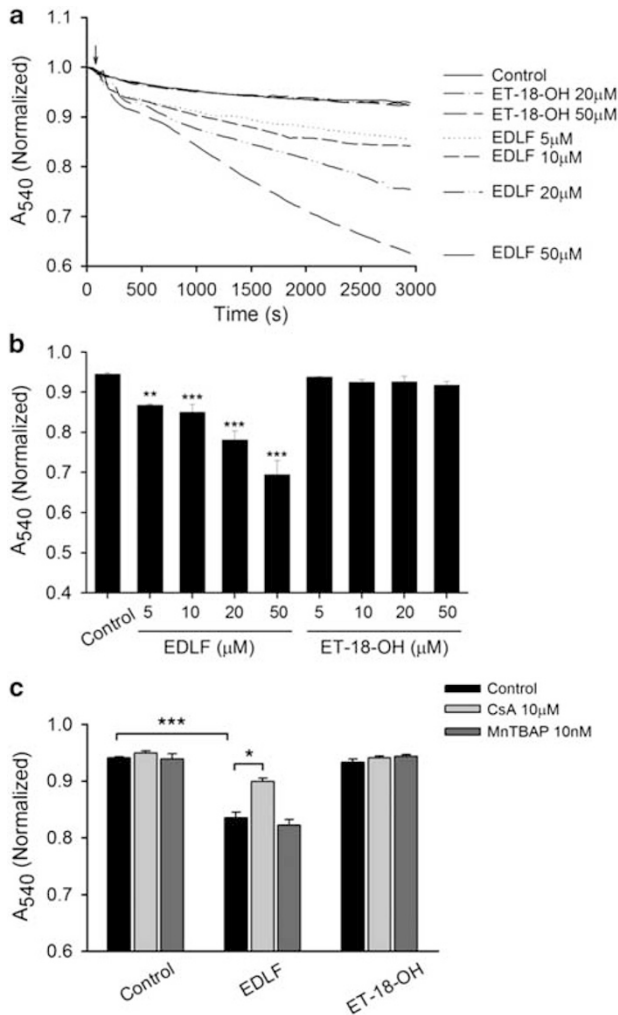 a
1.1
1.0
0.9
0.8
0.7
0.6
A540 (Normalized)
0 500 1000 1500 2000 2500 3000
Time (s)
Control
ET-18-OH 20μM
ET-18-OH 50μM
EDLF 5μM
EDLF 10μM
EDLF 20μM
EDLF 50μM
b
1.0
0.9
0.8
0.7
0.6
0.5
0.4
A540 (Normalized)
** *** *** ***
Control 5 10 20 50 5 10 20 50
EDLF (μM) ET-18-OH (μM)
c
Control
CsA 10μM
MnTBAP 10nM
1.0
0.9
0.8
0.7
0.6
A540 (Normalized)
***
*
Control EDLF ET-18-OH